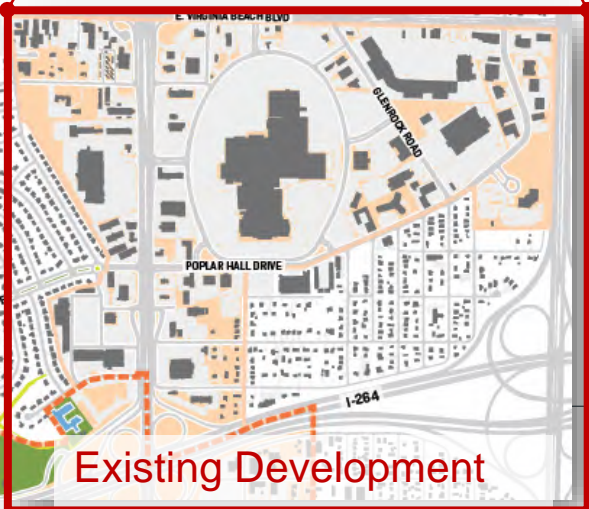 E. VIRGINIA BEACH BLVD
GLENROCK ROAD
POPLAR HALL DRIVE
I-264
Existing Development